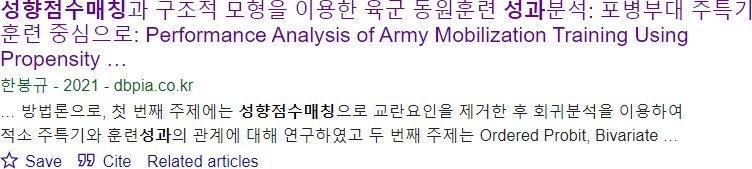 성향점수매칭과 구조적 모형을 이용한 육군 동원훈련 성과분석: 포병부대 주특기
훈련 중심으로: Performance Analysis of Army Mobilization Training Using
Propensity …
한봉규 - 2021 - dbpia.co.kr
… 방법론으로, 첫 번째 주제에는 성향점수매칭으로 교란요인을 제거한 후 회귀분석을 이용하여
적소 주특기와 훈련성과의 관계에 대해 연구하였고 두 번째 주제는 Ordered Probit, Bivariate …
Save Cite Related articles